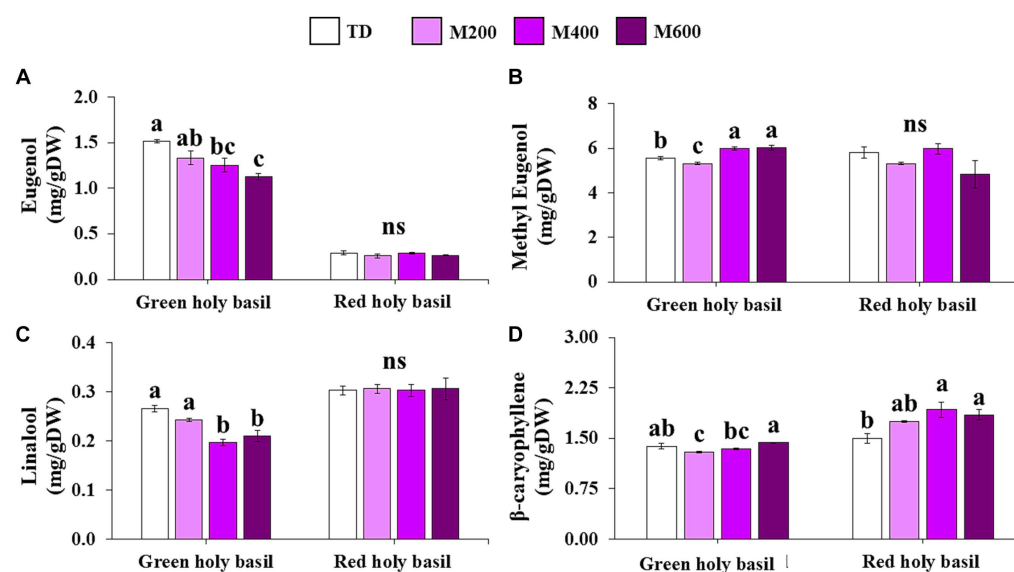 TD M200 M400 M600
A
Eugenol
(mg/gDW)
2.0
1.5
1.0
0.5
0.0
a ab bc c
ns
Green holy basil Red holy basil
B
Methyl Eugenol
(mg/gDW)
8
6
4
2
0
b c a a
ns
Green holy basil Red holy basil
C
Linalool
(mg/gDW)
0.4
0.3
0.2
0.1
0.0
a a b b
ns
Green holy basil Red holy basil
D
β-caryophyllene
(mg/gDW)
3.00
2.25
1.50
0.75
0.00
ab c bc a
b ab a a
Green holy basil Red holy basil